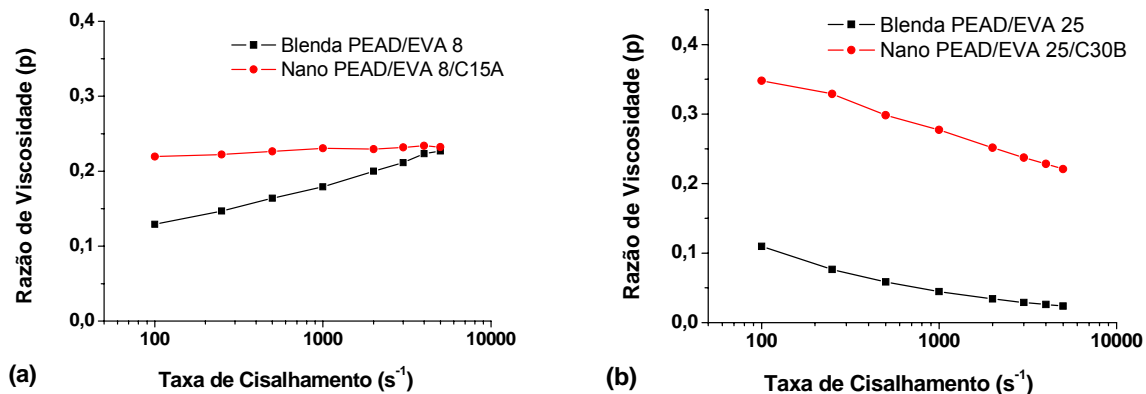 0,4
0,3
0,2
0,1
0,0
Razão de Viscosidade (p)
Blenda PEAD/EVA 8
Nano PEAD/EVA 8/C15A
100
1000
10000
(a)
Taxa de Cisalhamento (s⁻¹)
0,4
0,3
0,2
0,1
0,0
Razão de Viscosidade (p)
Blenda PEAD/EVA 25
Nano PEAD/EVA 25/C30B
100
1000
10000
(b)
Taxa de Cisalhamento (s⁻¹)